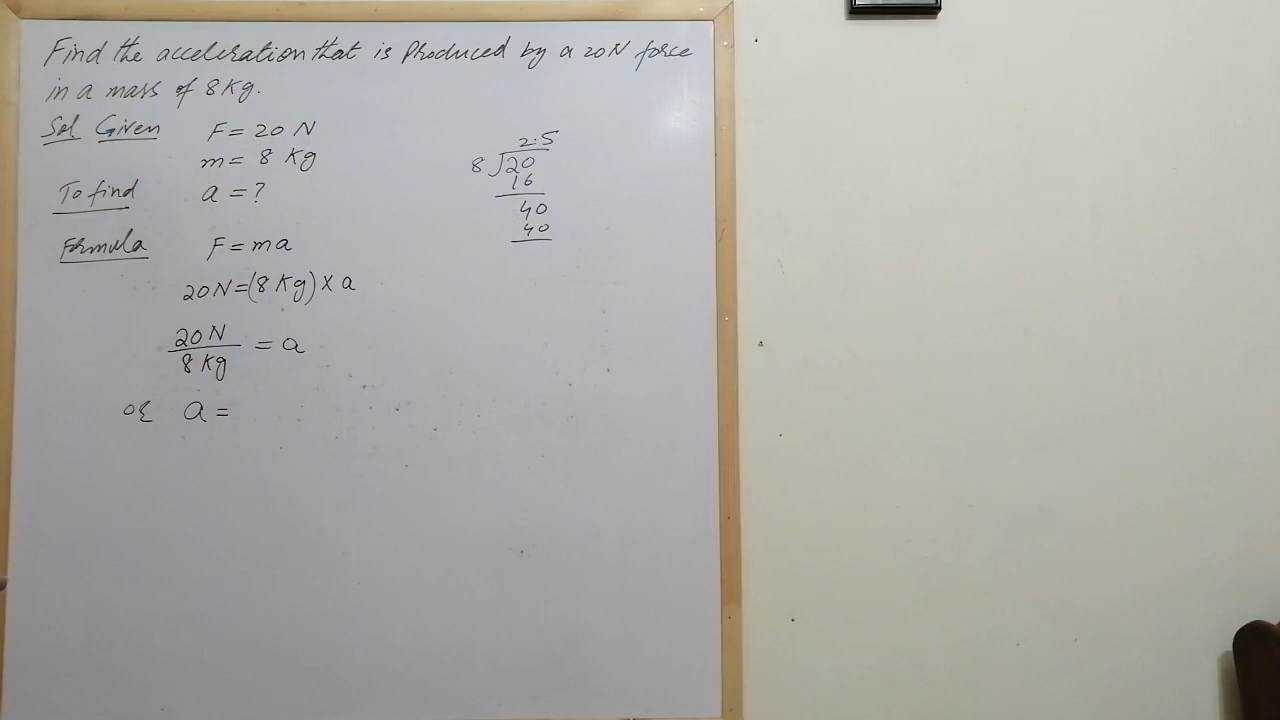 Find the acceleration that is Produced by a 20N force
in a mass of 8Kg.
Sol Given F = 20 N
m = 8 Kg
To find a = ?
Formula F = ma
20N = (8 Kg) x a
20N
8 Kg
= a
or a =
2.5
8 20
16
40
40